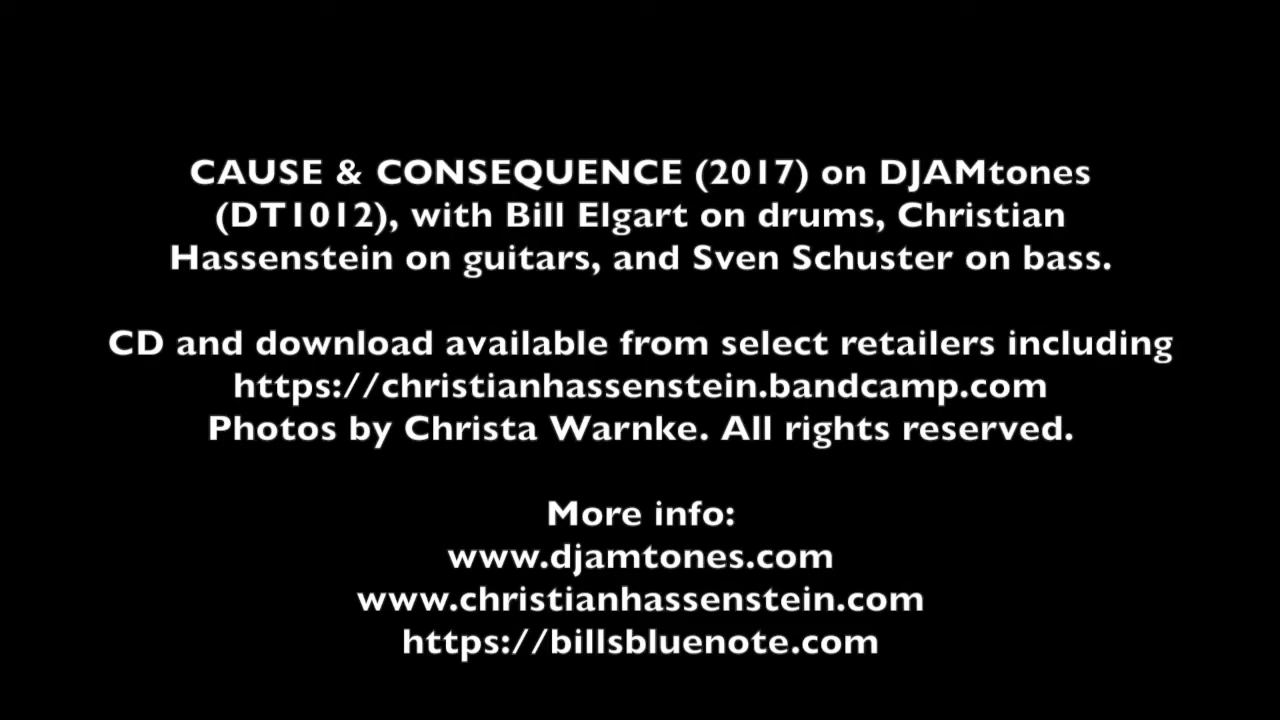 CAUSE & CONSEQUENCE (2017) on DJAMtones
(DT1012), with Bill Elgart on drums, Christian
Hassenstein on guitars, and Sven Schuster on bass.
CD and download available from select retailers including
https://christianhassenstein.bandcamp.com
Photos by Christa Warnke. All rights reserved.
More info:
www.djamtones.com
www.christianhassenstein.com
https://billsbluenote.com